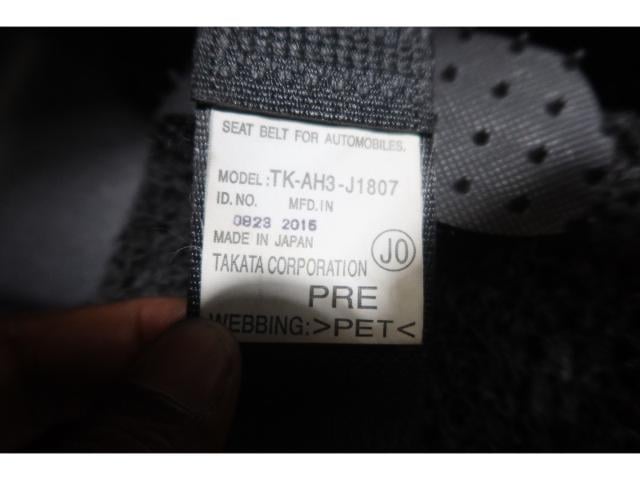 SEAT BELT FOR AUTOMOBILES.
MODEL:TK-AH3-J1807
ID.NO. MFD.IN
0823 2015
MADE IN JAPAN
JO
TAKATA CORPORATION
PRE
WEBBING:>PET<